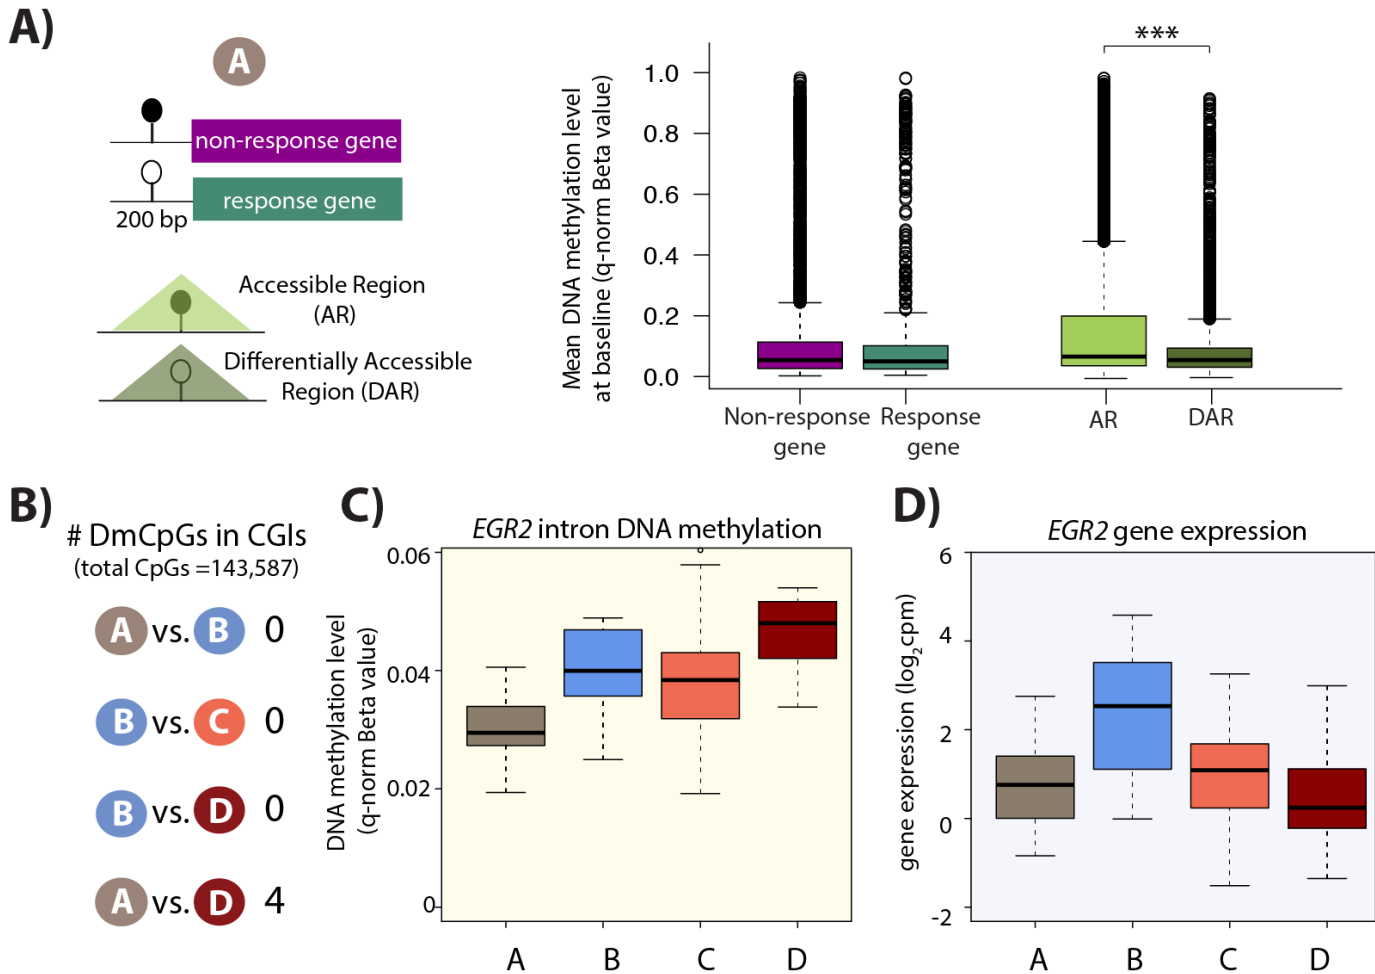 A)
A
non-response gene
response gene
200 bp
Accessible Region
(AR)
Differentially Accessible
Region (DAR)
Mean DNA methylation level
at baseline (q-norm Beta value)
1.0
0.8
0.6
0.4
0.2
0.0
***
Non-response
gene
Response
gene
AR
DAR
B)
# DmCpGs in CGIs
(total CpGs =143,587)
A vs. B 0
B vs. C 0
B vs. D 0
A vs. D 4
C)
EGR2 intron DNA methylation
DNA methylation level
(q-norm Beta value)
0.06
0.04
0.02
0
A B C D
D)
EGR2 gene expression
gene expression (log2cpm)
6
4
2
0
-2
A B C D